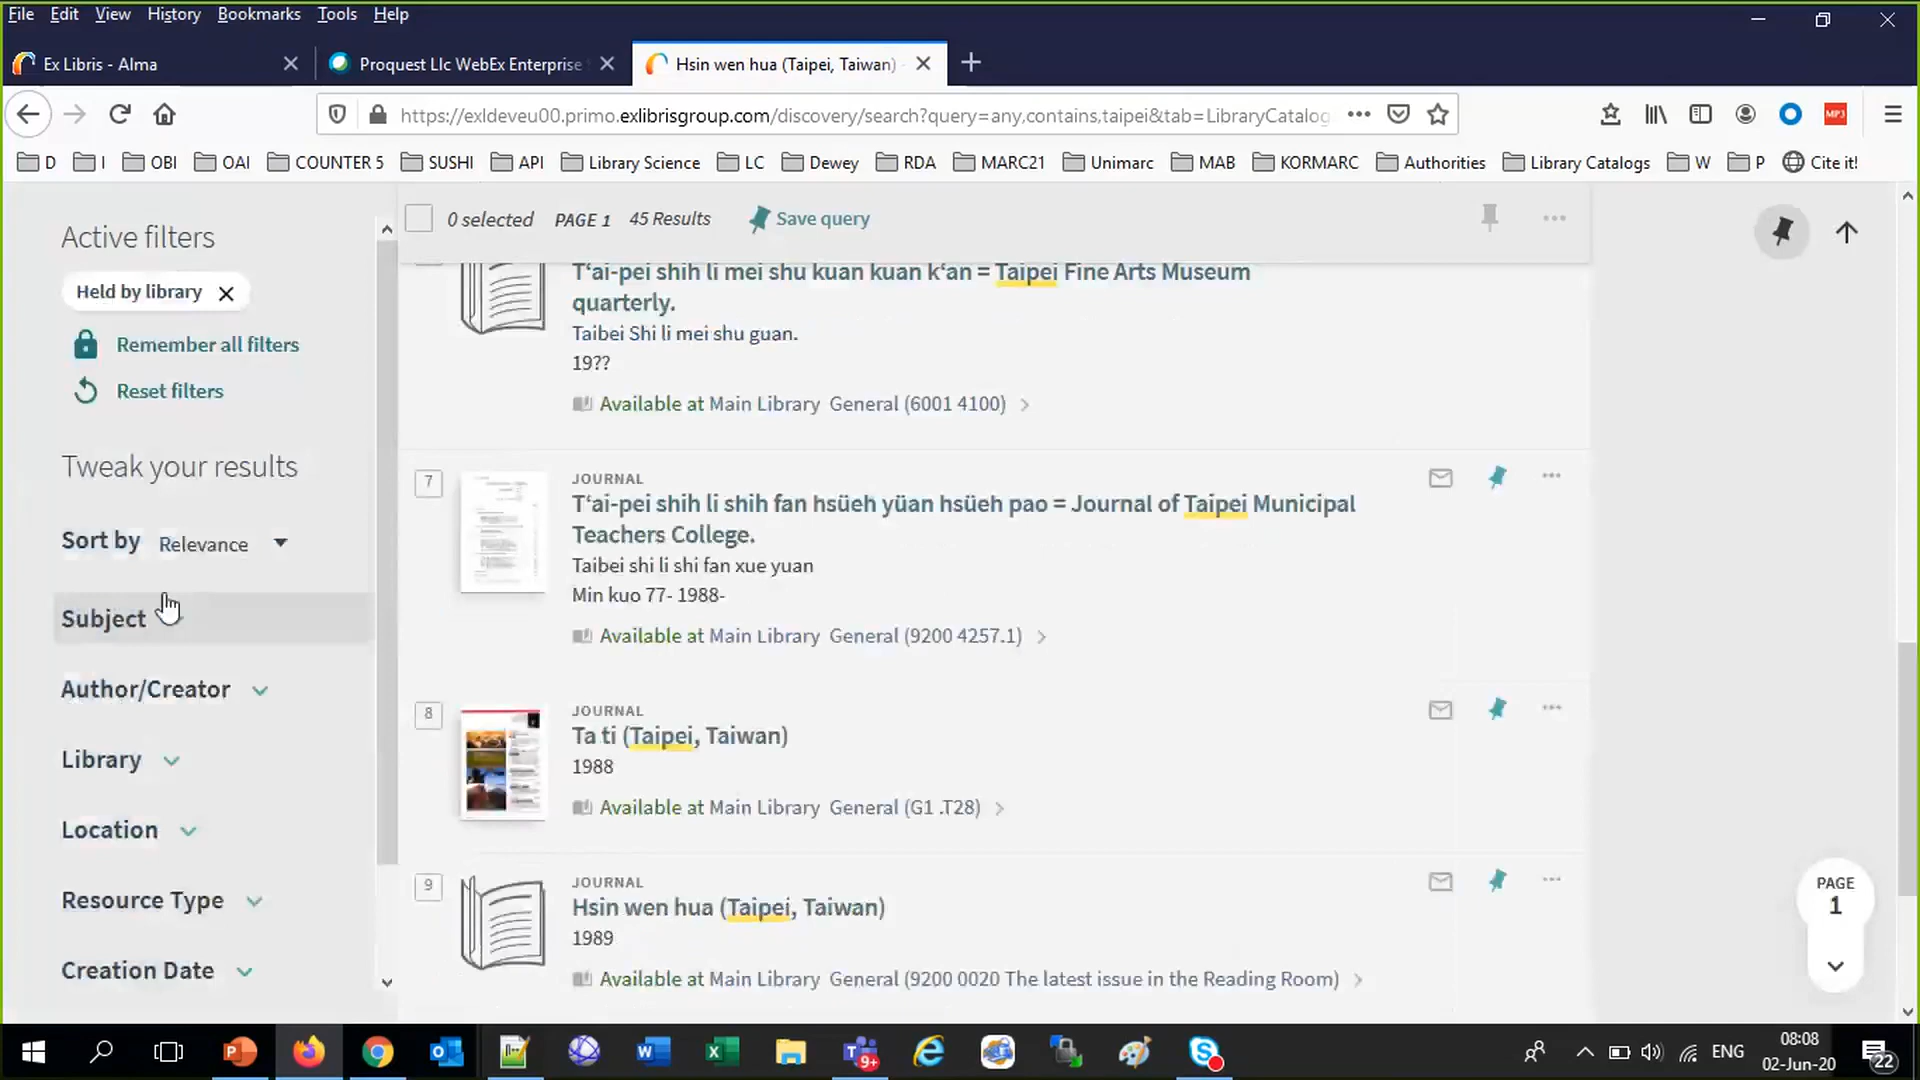 File Edit View History Bookmarks Tools Help
Ex Libris - Alma
Proquest Llc WebEx Enterprise
Hsin wen hua (Taipei, Taiwan)
https://exldeveu00.primo.exlibrisgroup.com/discovery/search?query=any,contains,taipei&tab=LibraryCatalog
MP3
D I OBI OAI COUNTER 5 SUSHI API Library Science LC Dewey RDA MARC21 Unimarc MAB KORMARC Authorities Library Catalogs W P Cite it!
Active filters
Held by library
Remember all filters
Reset filters
Tweak your results
Sort by Relevance
Subject
Author/Creator
Library
Location
Resource Type
Creation Date
0 selected PAGE 1 45 Results Save query
T‘ai-pei shih li mei shu kuan kuan k‘an = Taipei Fine Arts Museum
quarterly.
Taibei Shi li mei shu guan.
19??
Available at Main Library General (6001 4100)
7
JOURNAL
T‘ai-pei shih li shih fan hsüeh yüan hsüeh pao = Journal of Taipei Municipal
Teachers College.
Taibei shi li shi fan xue yuan
Min kuo 77- 1988-
Available at Main Library General (9200 4257.1)
8
JOURNAL
Ta ti (Taipei, Taiwan)
1988
Available at Main Library General (G1 .T28)
9
JOURNAL
Hsin wen hua (Taipei, Taiwan)
1989
Available at Main Library General (9200 0020 The latest issue in the Reading Room)
PAGE
1
9+
ENG
08:08
02-Jun-20
22